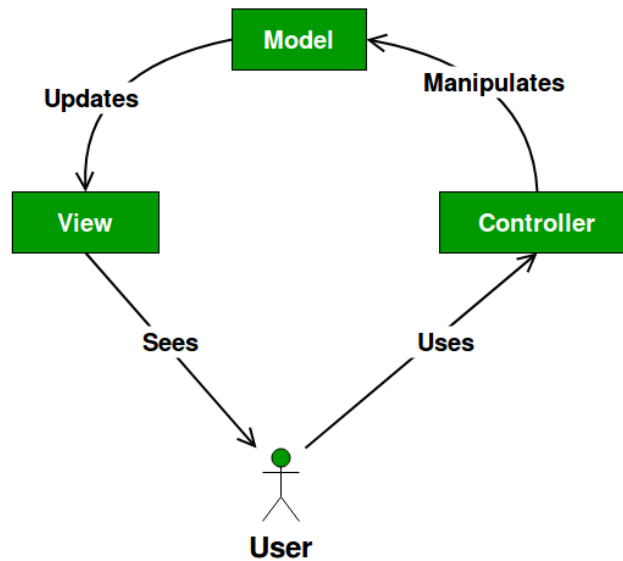 Model
Updates
Manipulates
View
Controller
Sees
Uses
User